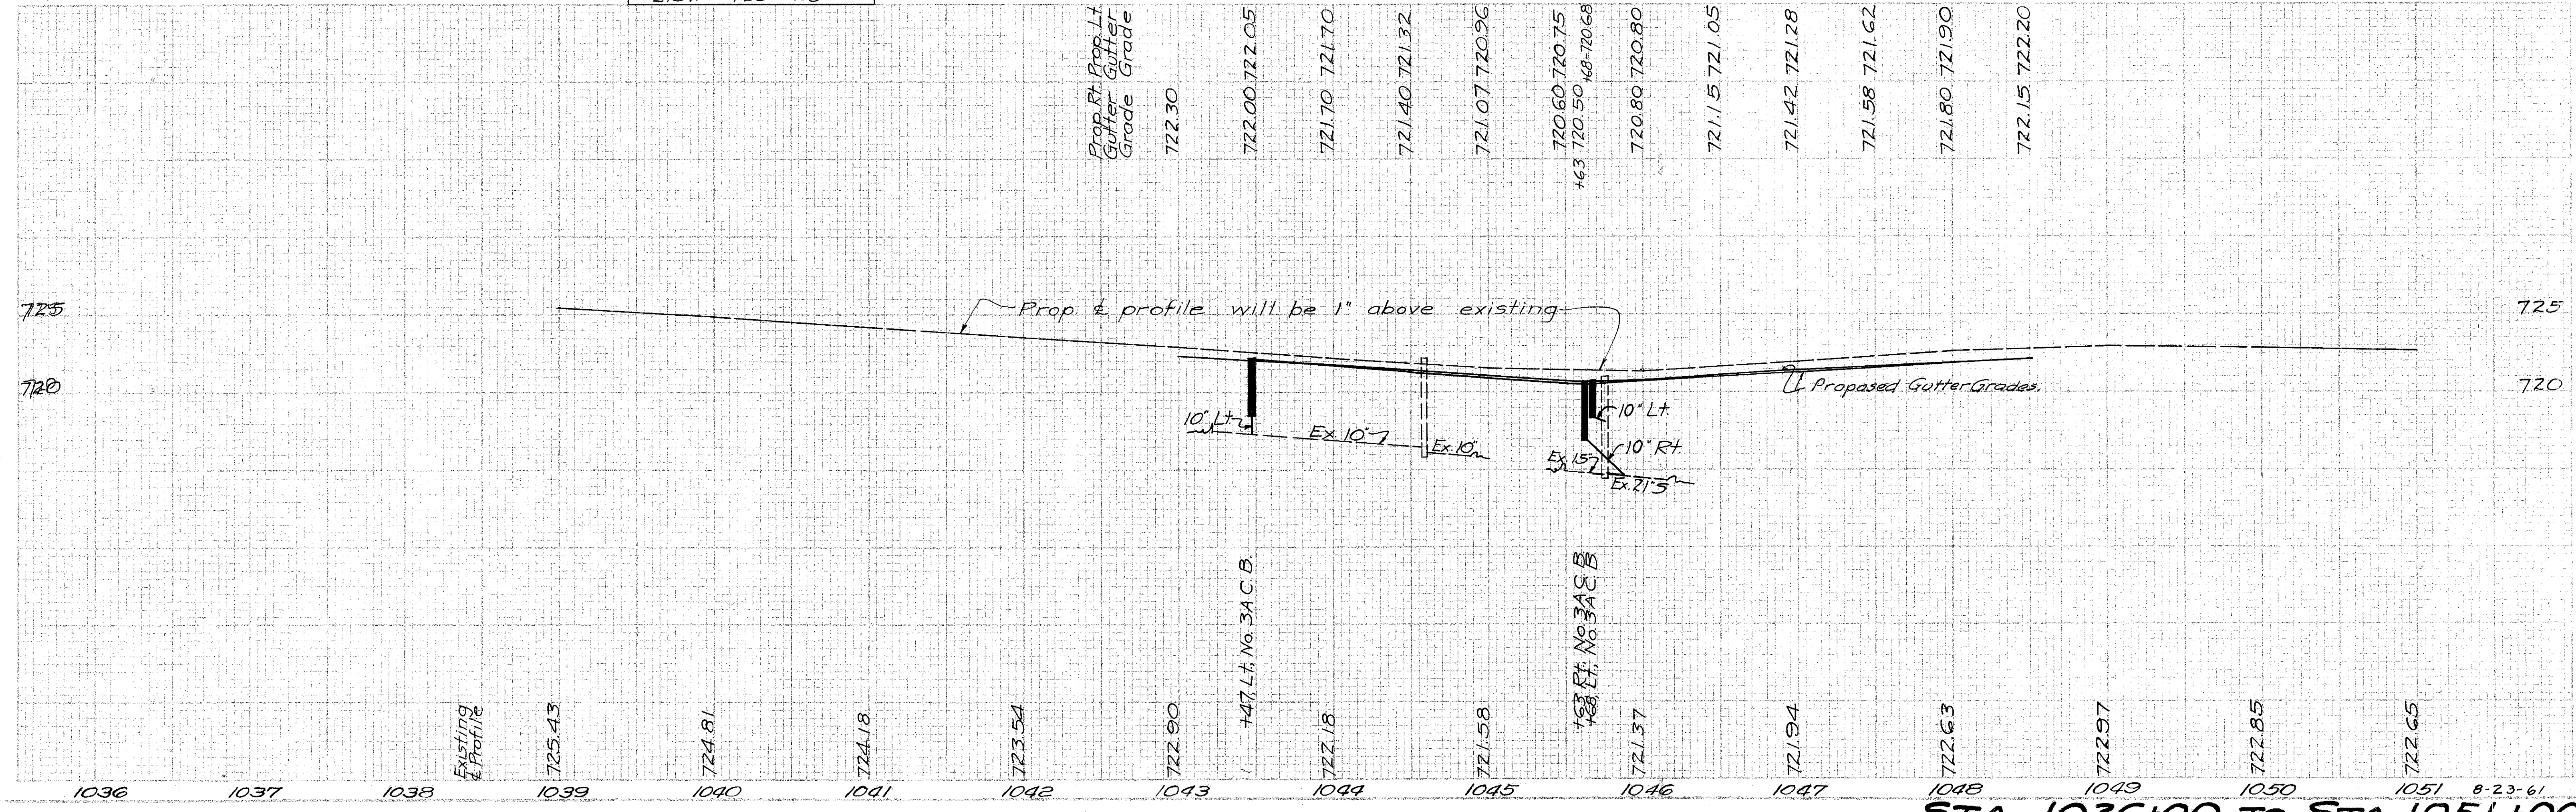 Prop. Rt. Prop. Lt.
Gutter Gutter
Grade Grade
722.30
722.00 722.05
721.70 721.70
721.40 721.32
721.07 720.96
720.60 720.75
+63 720.50 +68-720.68
720.80 720.80
721.15 721.05
721.42 721.28
721.58 721.62
721.80 721.90
722.15 722.20
725
725
Prop. ℄ profile will be 1" above existing
720
720
Proposed Gutter Grades.
10" Lt.
Ex. 10"
Ex. 10"
10" Lt.
10" Rt.
Ex. 15"
Ex. 21"S
+47, Lt., No. 3A C.B.
+63 Rt., No. 3A C.B.
+68, Lt., No. 3A C.B.
Existing
℄ Profile
725.43
724.81
724.18
723.54
722.90
722.18
721.58
721.37
721.94
722.63
722.97
722.85
722.65
1036 1037 1038 1039 1040 1041 1042 1043 1044 1045 1046 1047 1048 1049 1050 1051 8-23-61